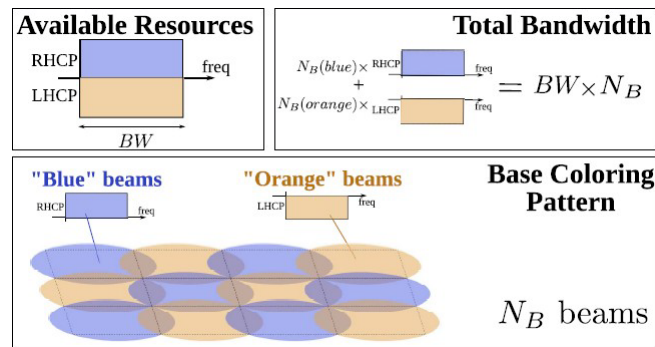 Available Resources
RHCP
LHCP
freq
BW
Total Bandwidth
N_B(blue)× RHCP freq
+
N_B(orange)× LHCP freq
= BW×N_B
Base Coloring
Pattern
"Blue" beams
RHCP
freq
"Orange" beams
LHCP
freq
N_B beams